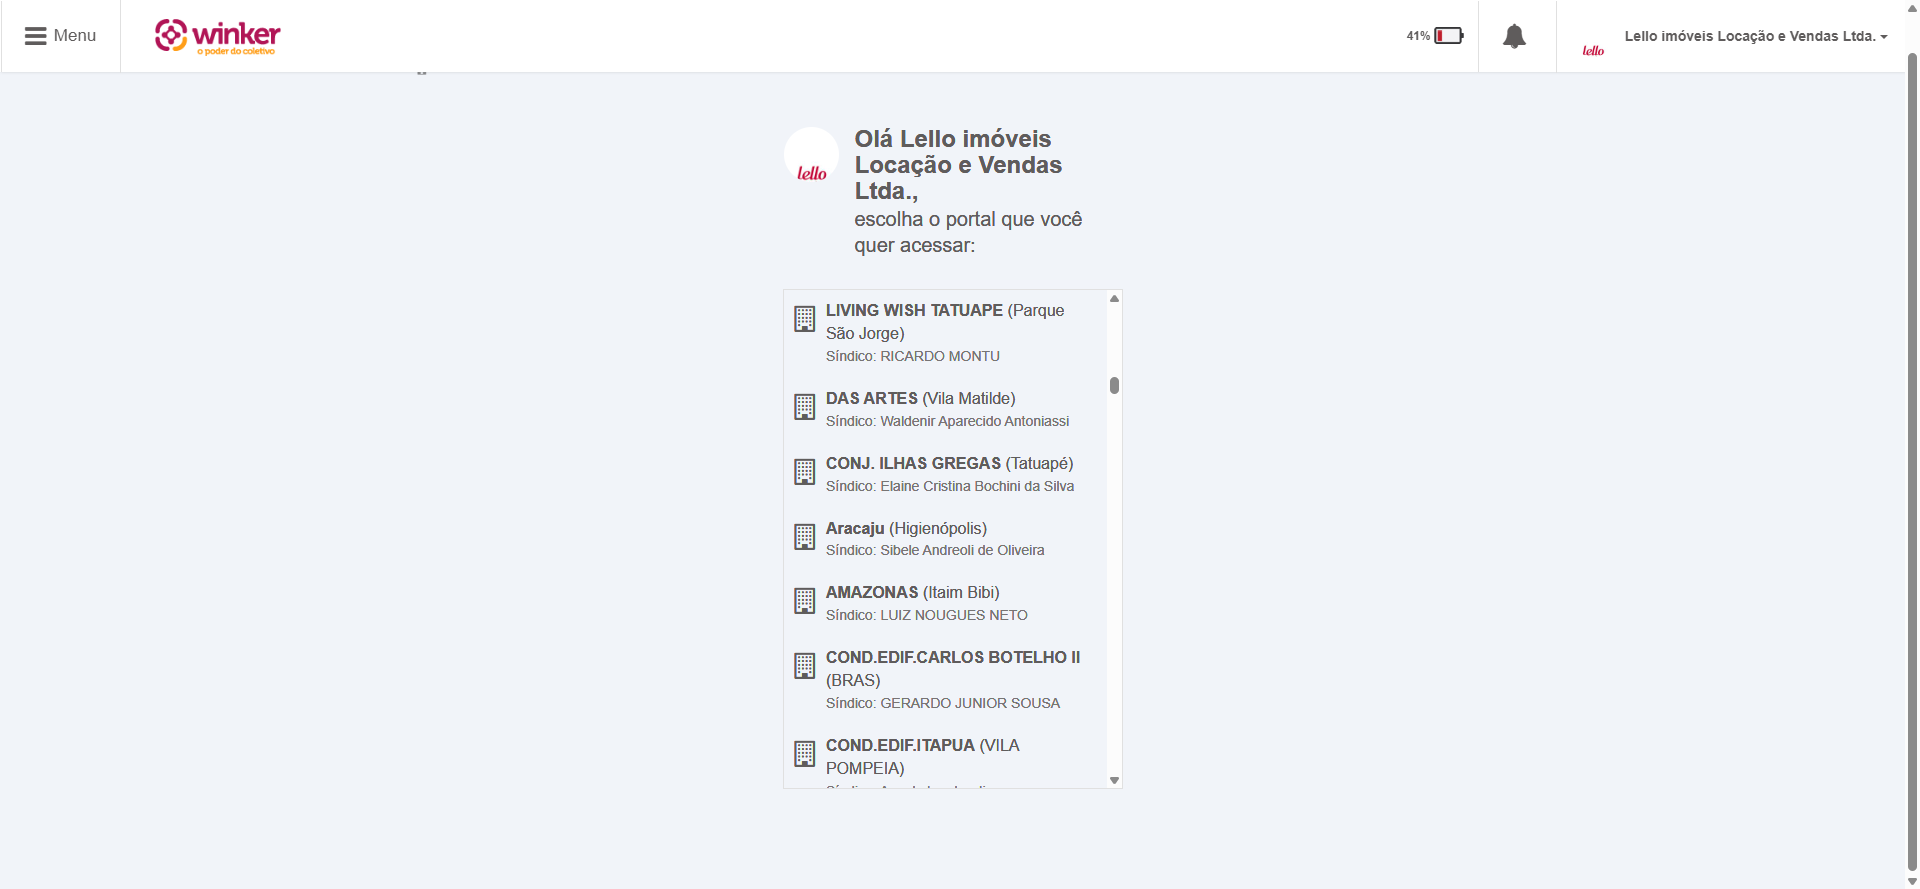 Menu
winker
o poder do coletivo
41%
lello
Lello imóveis Locação e Vendas Ltda.
lello
Olá Lello imóveis
Locação e Vendas
Ltda.,
escolha o portal que você
quer acessar:
LIVING WISH TATUAPE (Parque
São Jorge)
Síndico: RICARDO MONTU
DAS ARTES (Vila Matilde)
Síndico: Waldenir Aparecido Antoniassi
CONJ. ILHAS GREGAS (Tatuapé)
Síndico: Elaine Cristina Bochini da Silva
Aracaju (Higienópolis)
Síndico: Sibele Andreoli de Oliveira
AMAZONAS (Itaim Bibi)
Síndico: LUIZ NOUGUES NETO
COND.EDIF.CARLOS BOTELHO II
(BRAS)
Síndico: GERARDO JUNIOR SOUSA
COND.EDIF.ITAPUA (VILA
POMPEIA)